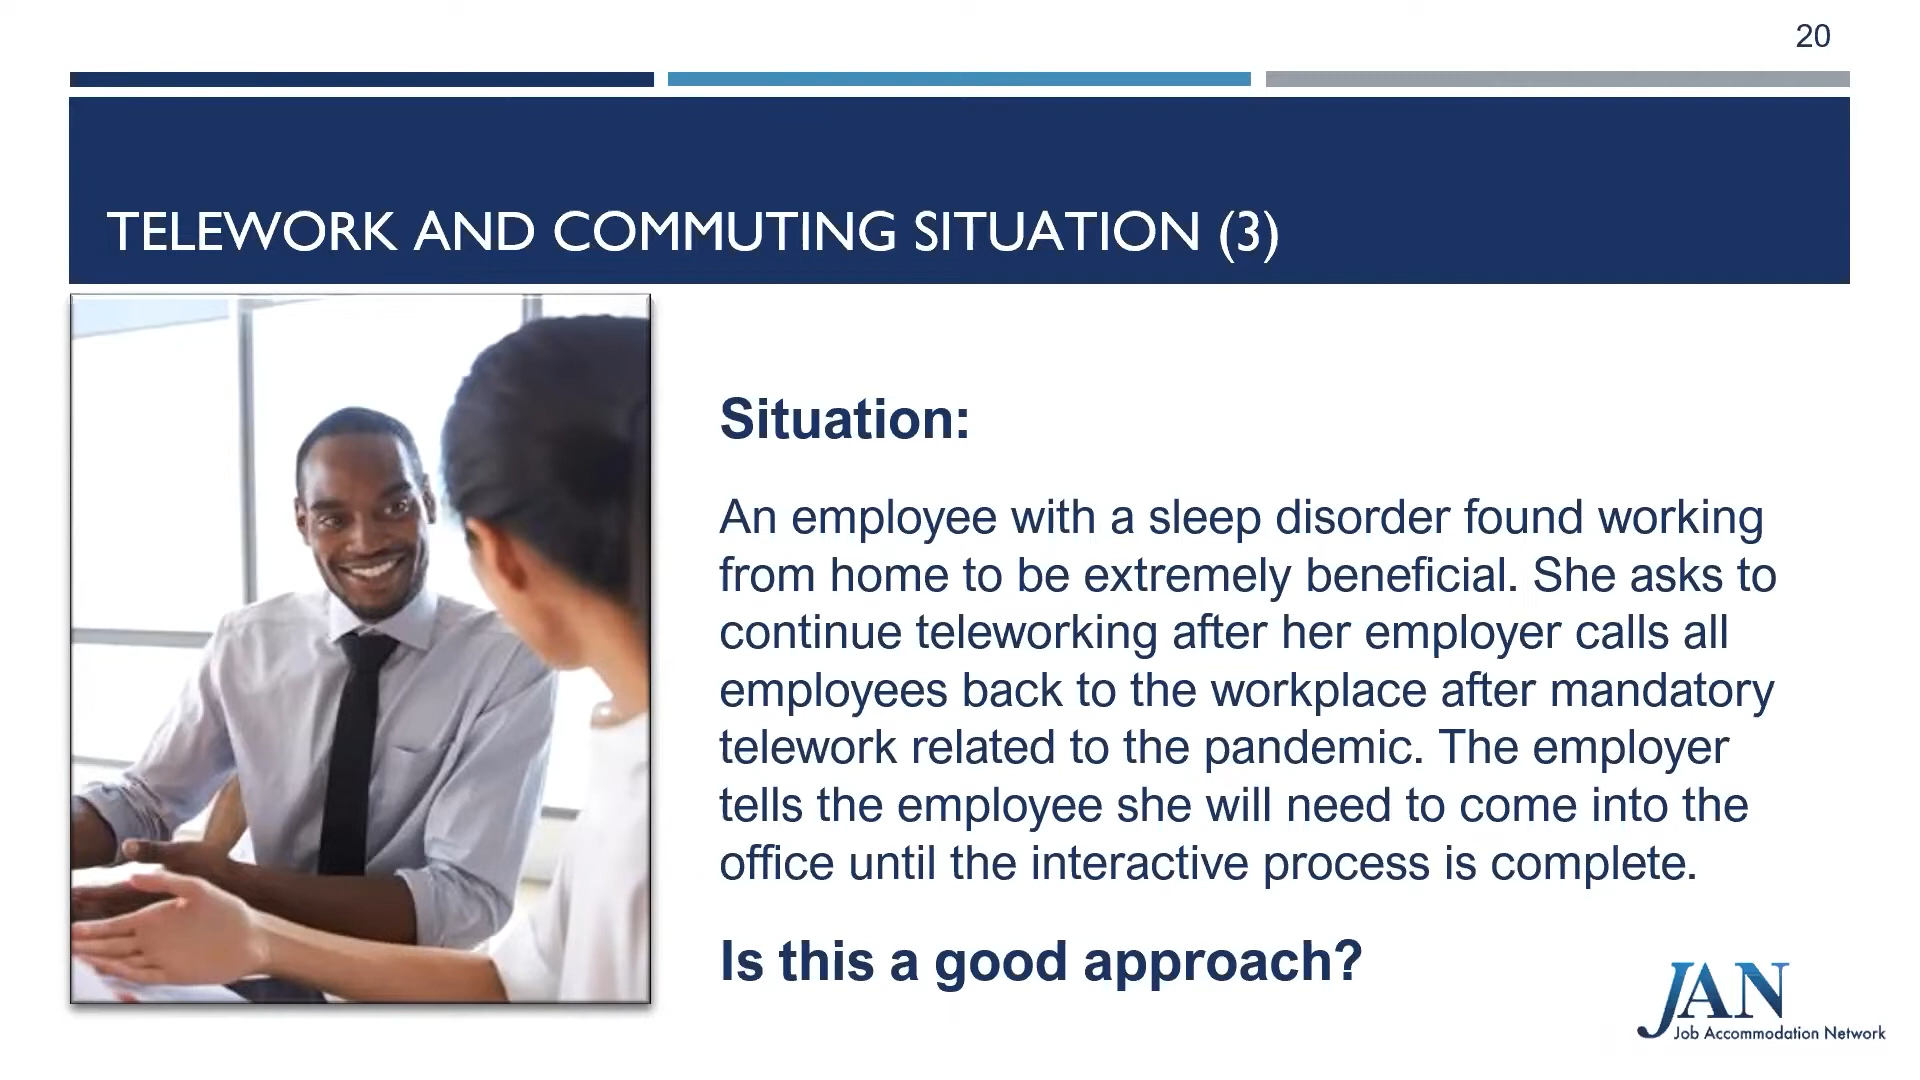 20
TELEWORK AND COMMUTING SITUATION (3)
Situation:
An employee with a sleep disorder found working
from home to be extremely beneficial. She asks to
continue teleworking after her employer calls all
employees back to the workplace after mandatory
telework related to the pandemic. The employer
tells the employee she will need to come into the
office until the interactive process is complete.
Is this a good approach?
JAN
Job Accommodation Network